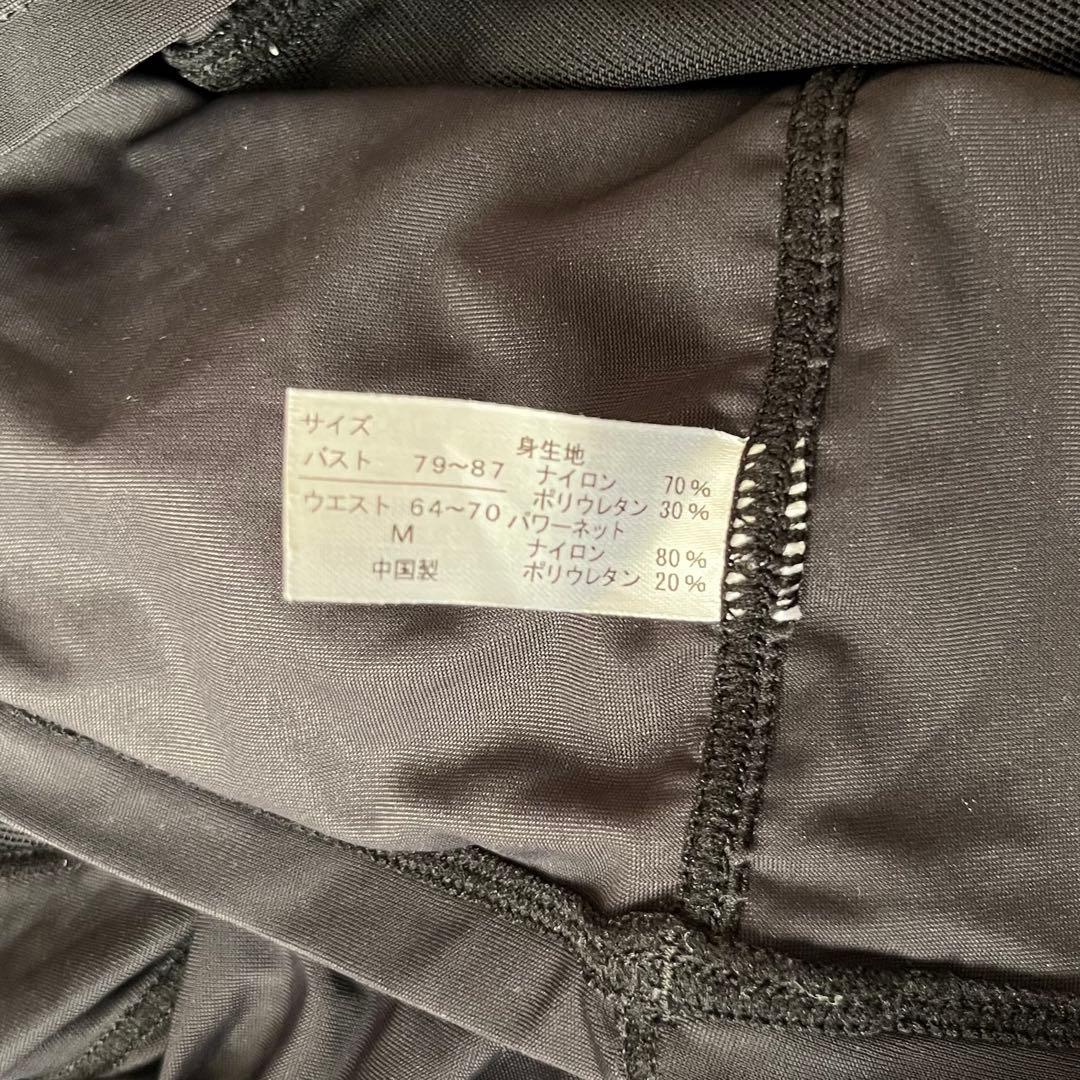 サイズ
バスト 79〜87
ウエスト 64〜70
M
中国製
身生地
ナイロン 70%
ポリウレタン 30%
パワーネット
ナイロン 80%
ポリウレタン 20%